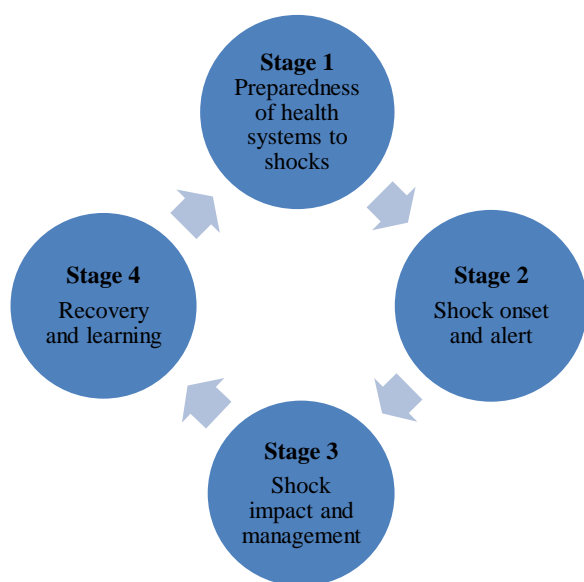 Stage 1
Preparedness
of health
systems to
shocks
Stage 2
Shock onset
and alert
Stage 3
Shock
impact and
management
Stage 4
Recovery
and learning